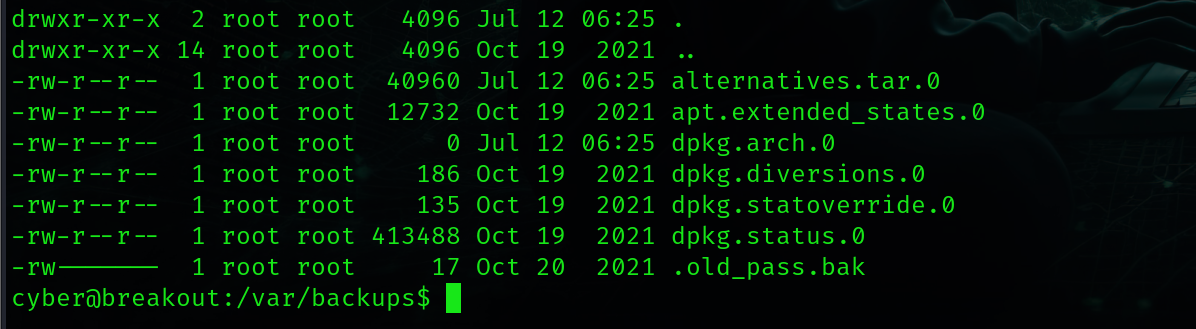 drwxr-xr-x  2 root root   4096 Jul 12 06:25 .
drwxr-xr-x 14 root root   4096 Oct 19  2021 ..
-rw-r--r--  1 root root  40960 Jul 12 06:25 alternatives.tar.0
-rw-r--r--  1 root root  12732 Oct 19  2021 apt.extended_states.0
-rw-r--r--  1 root root      0 Jul 12 06:25 dpkg.arch.0
-rw-r--r--  1 root root    186 Oct 19  2021 dpkg.diversions.0
-rw-r--r--  1 root root    135 Oct 19  2021 dpkg.statoverride.0
-rw-r--r--  1 root root 413488 Oct 19  2021 dpkg.status.0
-rw-------  1 root root     17 Oct 20  2021 .old_pass.bak
cyber@breakout:/var/backups$